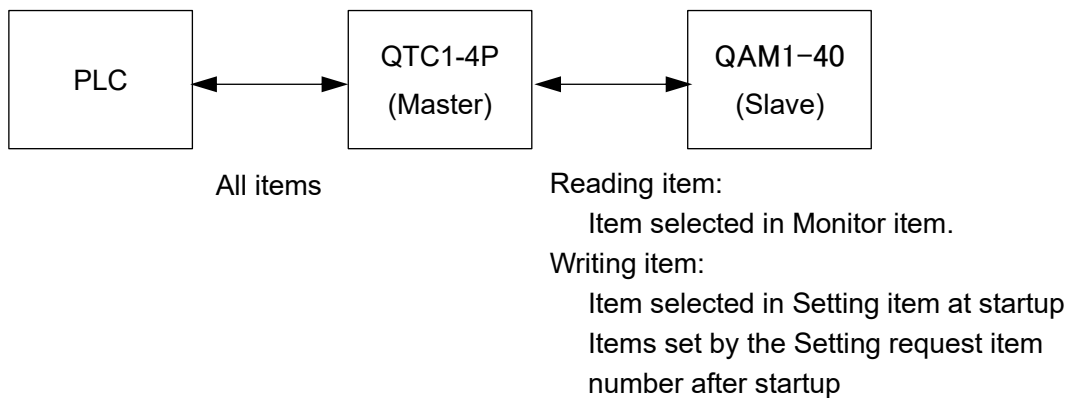 PLC
QTC1-4P
(Master)
QAM1-40
(Slave)
All items
Reading item:
Item selected in Monitor item.
Writing item:
Item selected in Setting item at startup
Items set by the Setting request item
number after startup